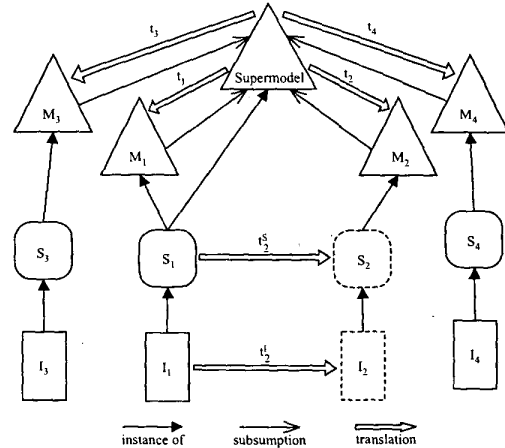 t₃
t₄
t₁
Supermodel
t₂
M₃
M₄
M₁
M₂
S₃
S₁
t₂ˢ
S₂
S₄
I₃
I₁
t₂ᴵ
I₂
I₄
instance of
subsumption
translation